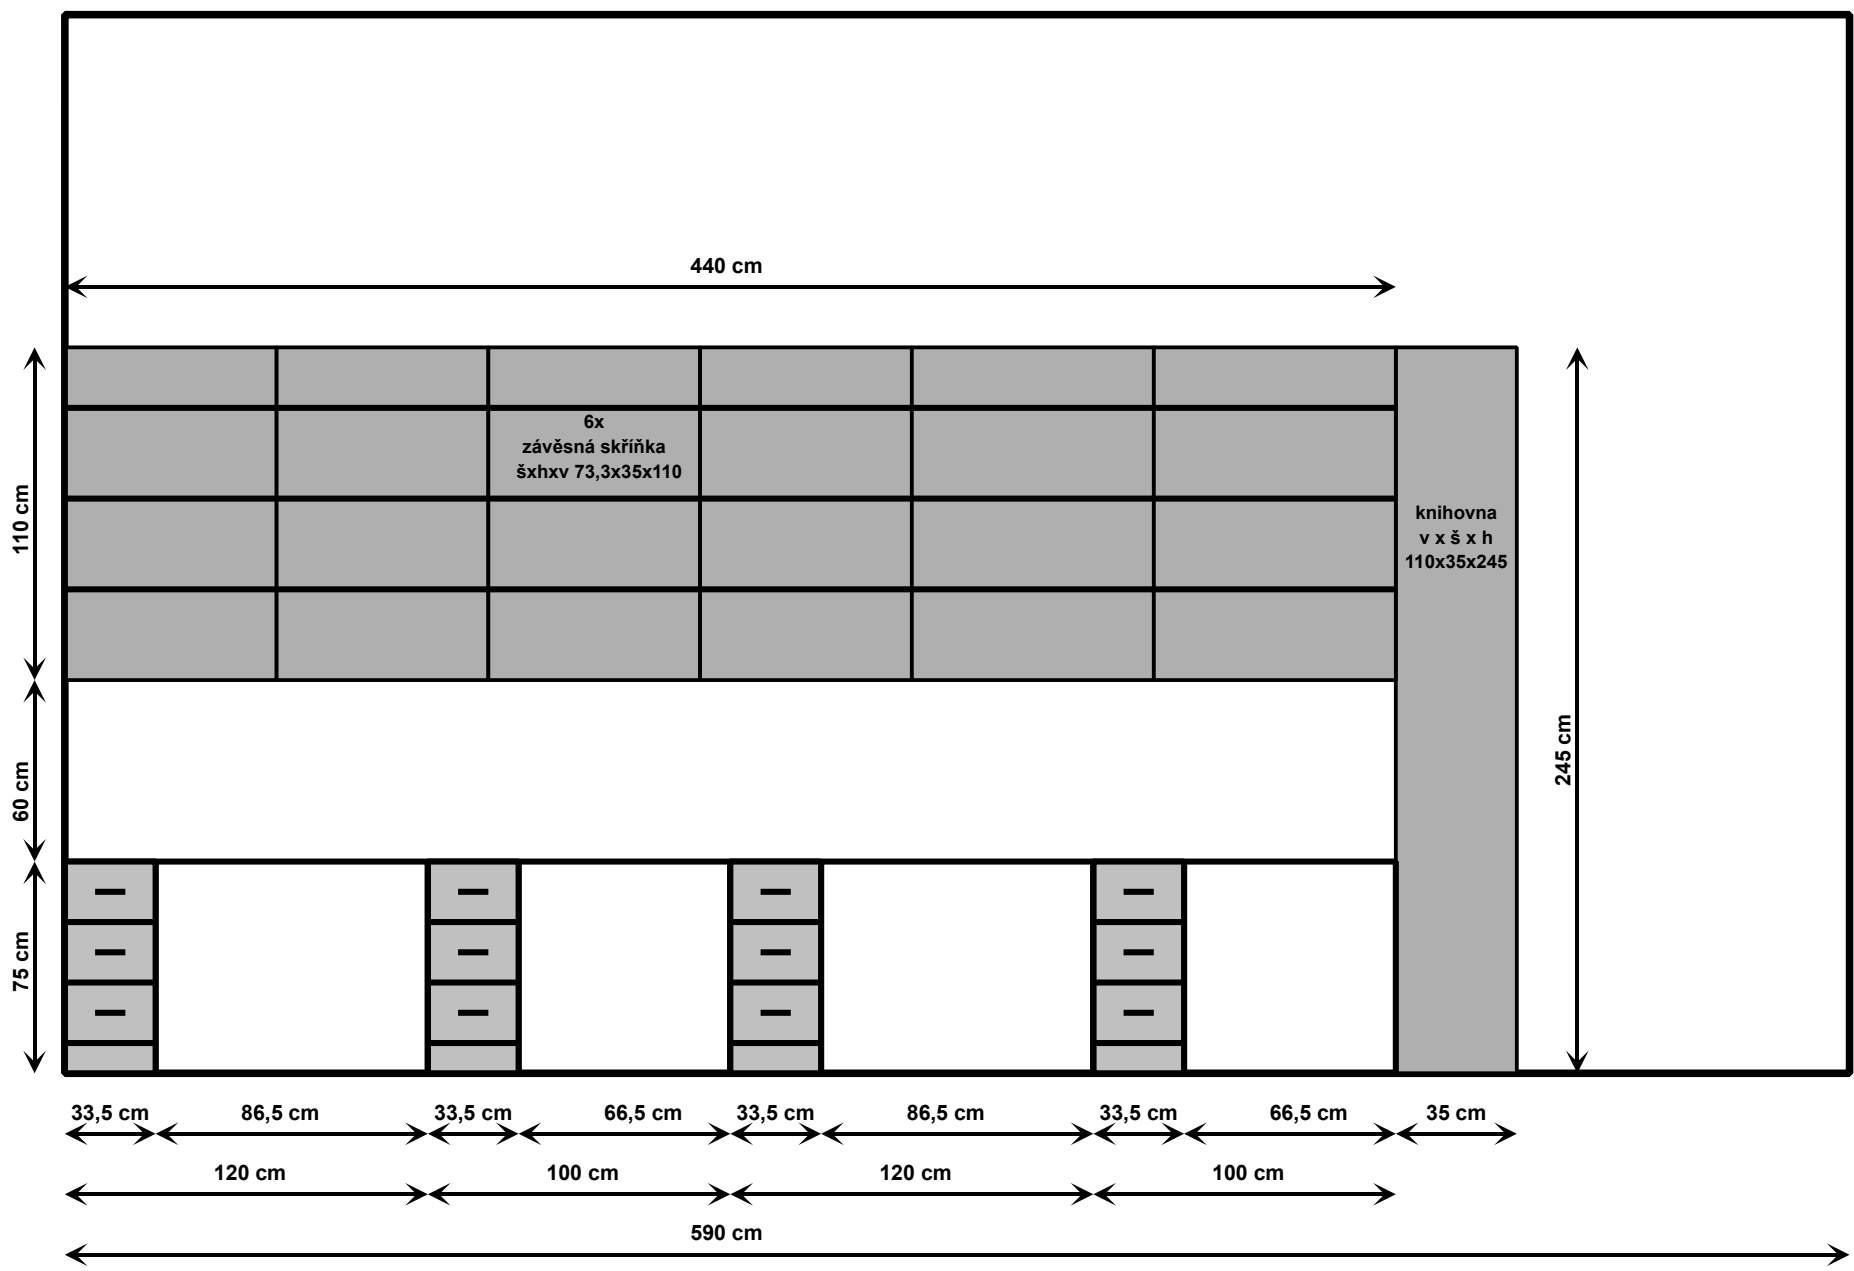 440 cm
6x
závěsná skříňka
šxhxv 73,3x35x110
110 cm
knihovna
v x š x h
110x35x245
60 cm
245 cm
75 cm
33,5 cm 86,5 cm 33,5 cm 66,5 cm 33,5 cm 86,5 cm 33,5 cm 66,5 cm 35 cm
120 cm 100 cm 120 cm 100 cm
590 cm